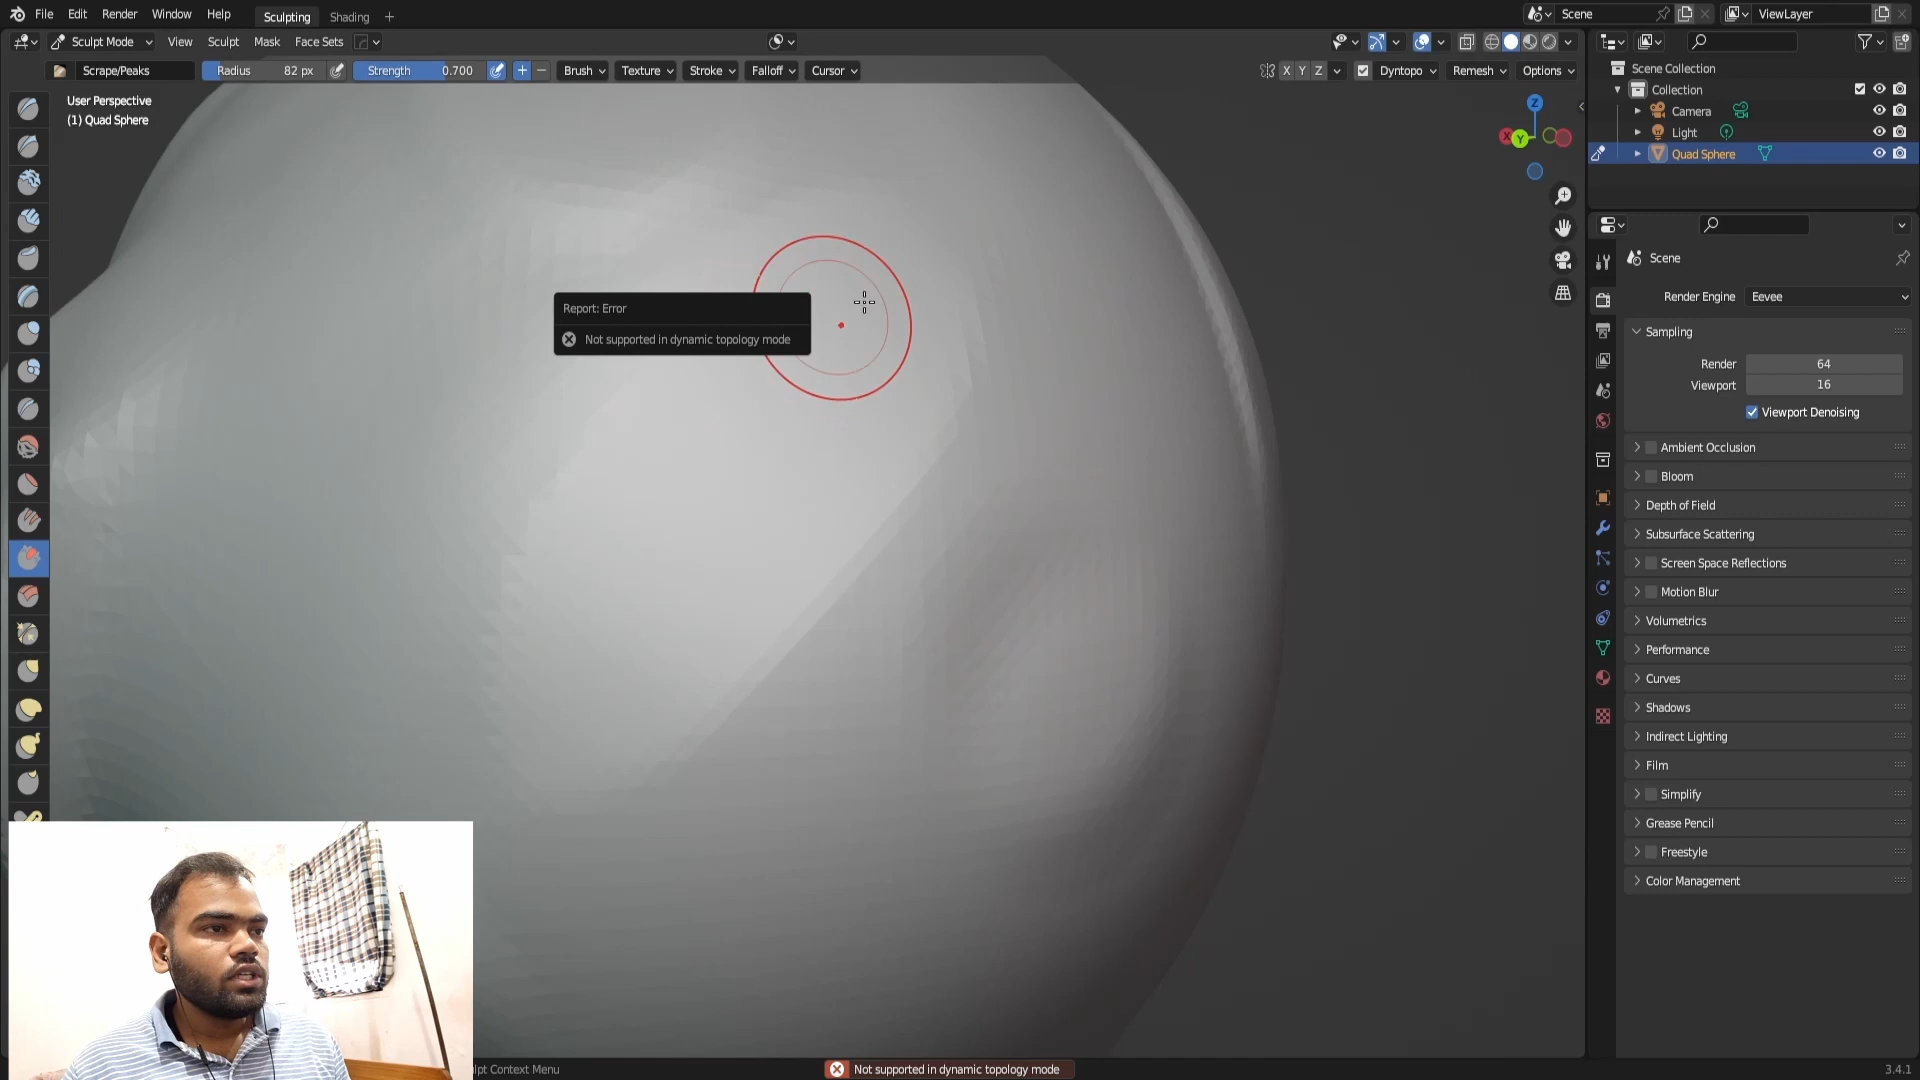 File Edit Render Window Help Sculpting Shading + Scene ViewLayer
Sculpt Mode View Sculpt Mask Face Sets
Scrape/Peaks Radius 82 px Strength 0.700 + − Brush Texture Stroke Falloff Cursor X Y Z Dyntopo Remesh Options
User Perspective
(1) Quad Sphere
Z
X Y
Report: Error
Not supported in dynamic topology mode
Scene Collection
Collection
Camera
Light
Quad Sphere
Scene
Render Engine Eevee
Sampling
Render 64
Viewport 16
Viewport Denoising
Ambient Occlusion
Bloom
Depth of Field
Subsurface Scattering
Screen Space Reflections
Motion Blur
Volumetrics
Performance
Curves
Shadows
Indirect Lighting
Film
Simplify
Grease Pencil
Freestyle
Color Management
lpt Context Menu Not supported in dynamic topology mode 3.4.1